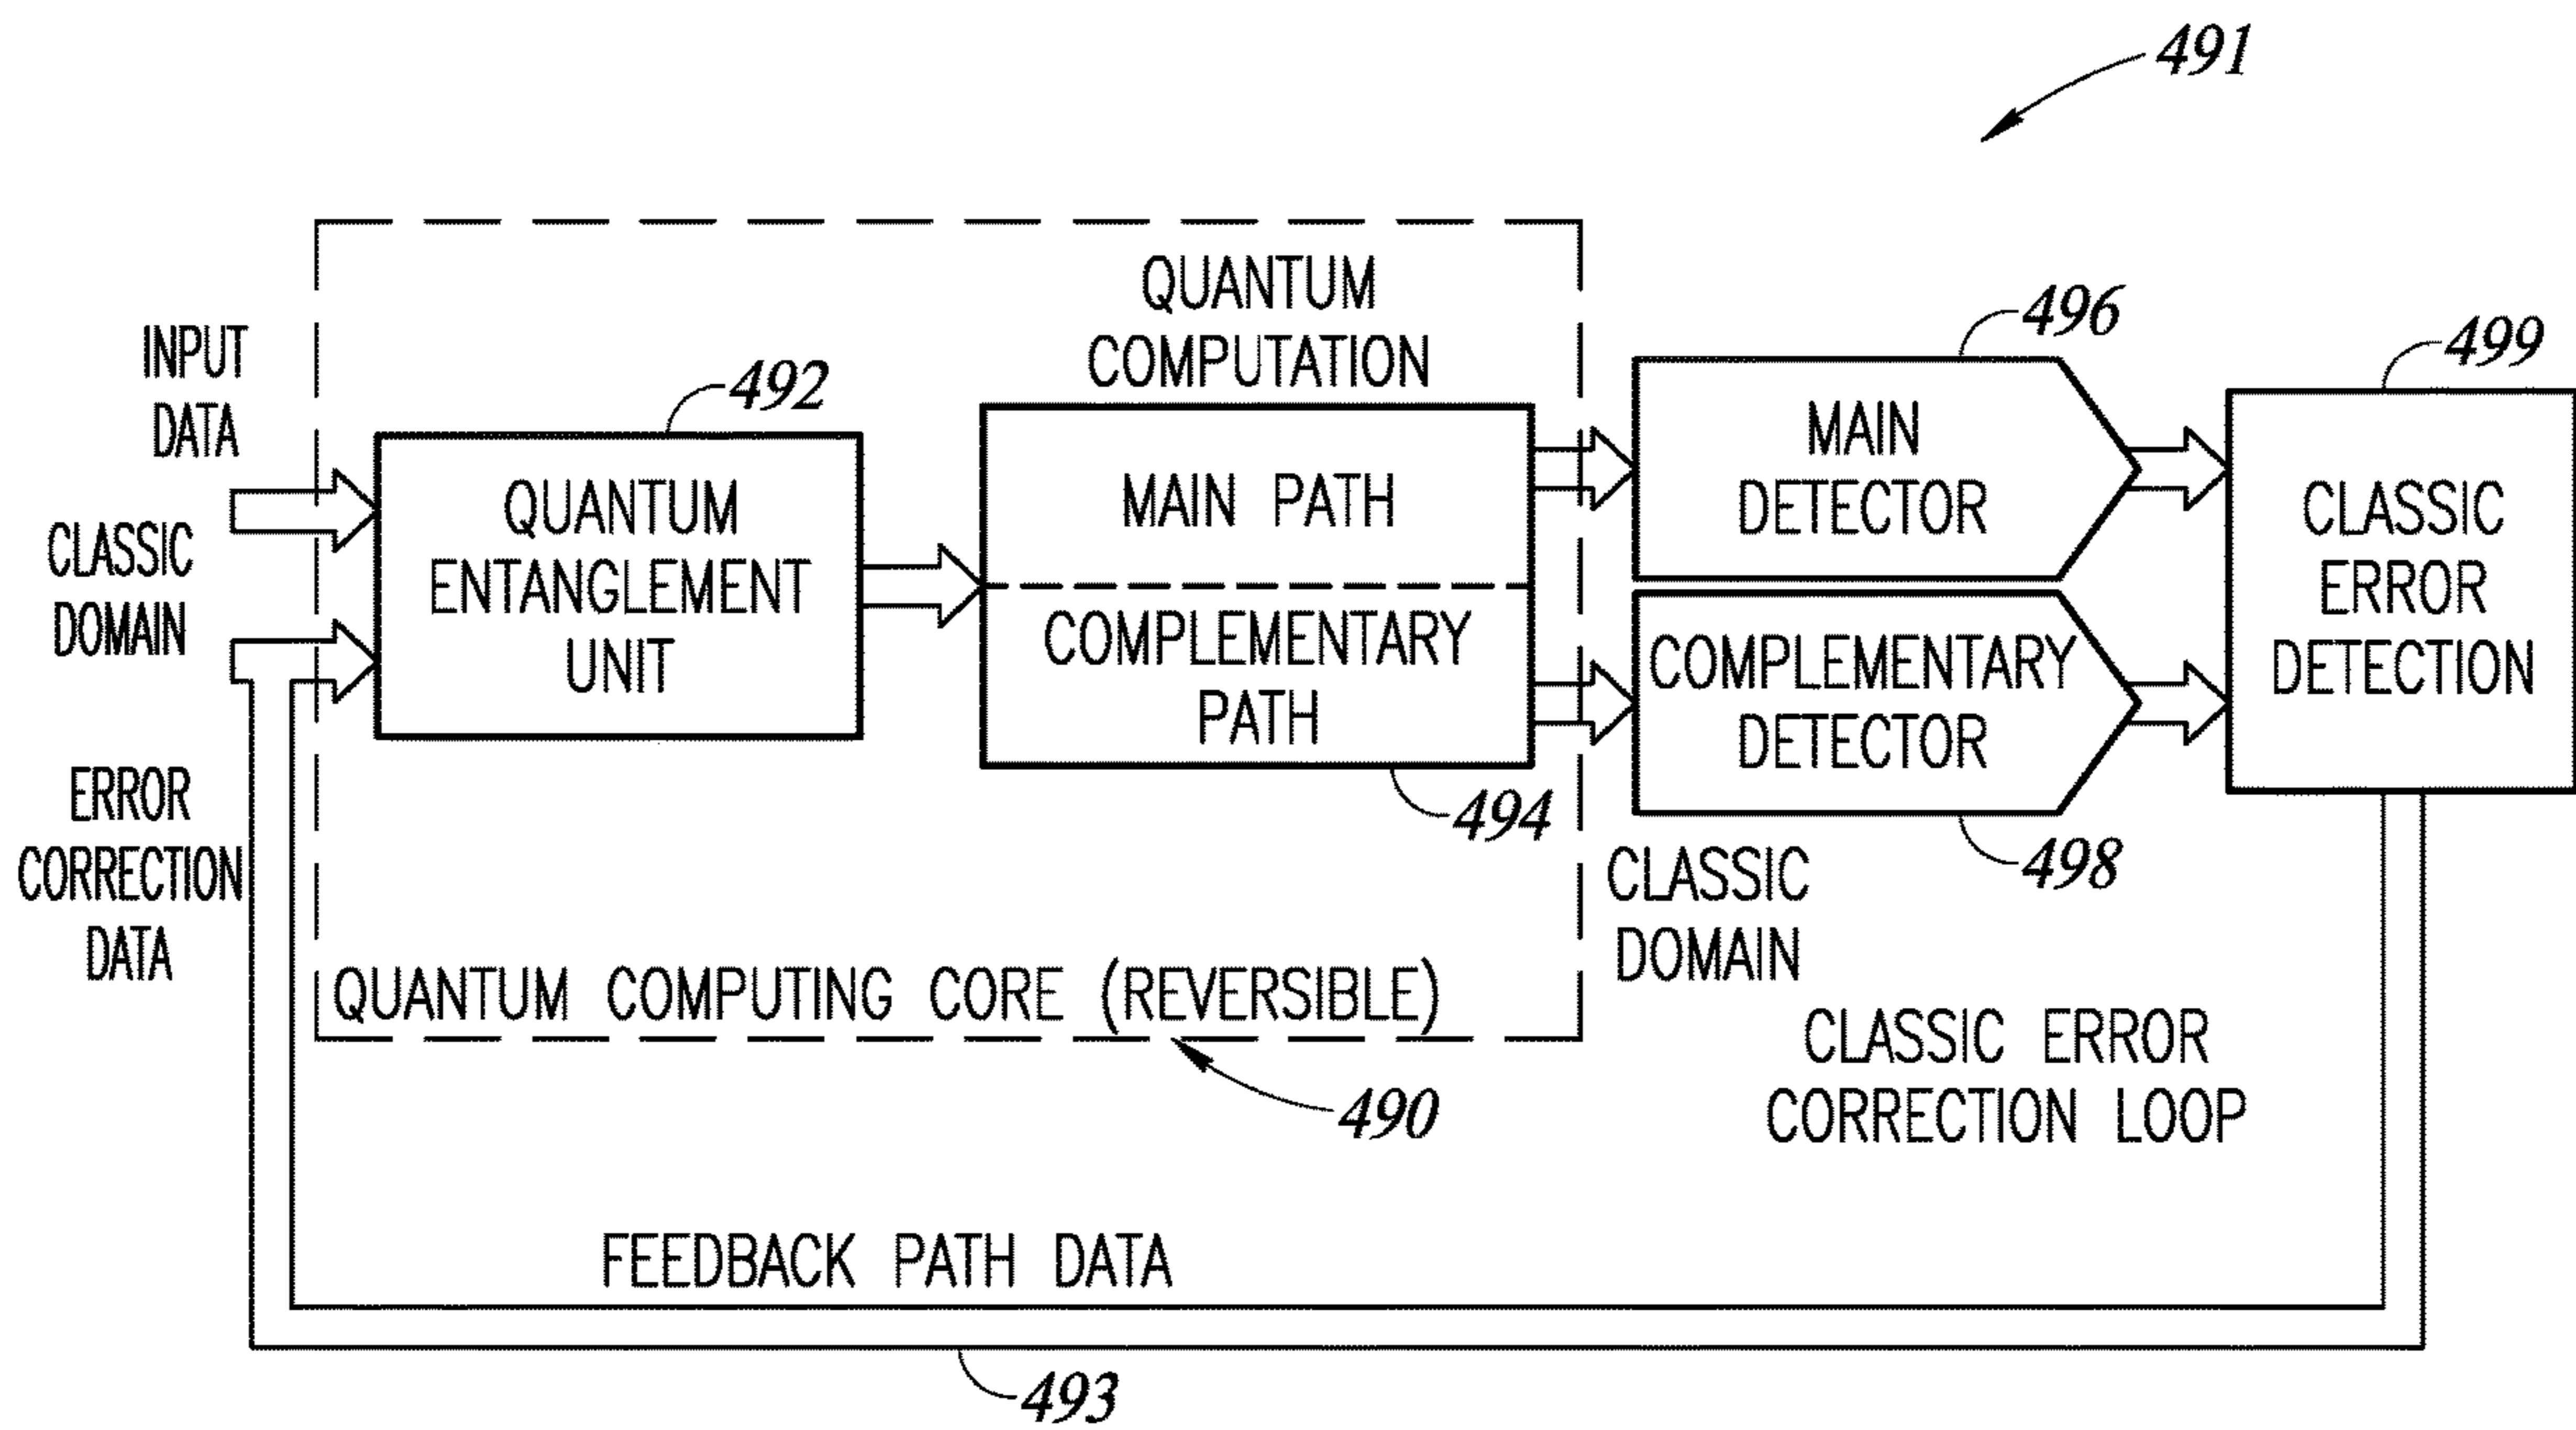 491
INPUT
DATA
CLASSIC
DOMAIN
ERROR
CORRECTION
DATA
492
QUANTUM
ENTANGLEMENT
UNIT
QUANTUM
COMPUTATION
MAIN PATH
COMPLEMENTARY
PATH
494
QUANTUM COMPUTING CORE (REVERSIBLE)
490
496
MAIN
DETECTOR
COMPLEMENTARY
DETECTOR
498
CLASSIC
DOMAIN
499
CLASSIC
ERROR
DETECTION
CLASSIC ERROR
CORRECTION LOOP
FEEDBACK PATH DATA
493